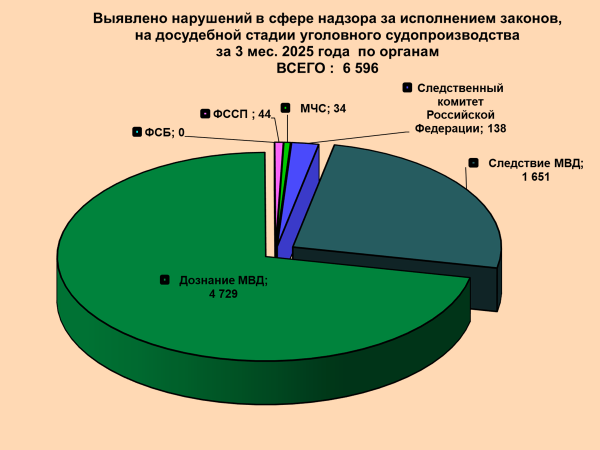 Выявлено нарушений в сфере надзора за исполнением законов,
на досудебной стадии уголовного судопроизводства
за 3 мес. 2025 года по органам
ВСЕГО : 6 596
Следственный
комитет
Российской
Федерации; 138
МЧС; 34
ФССП ; 44
ФСБ; 0
Следствие МВД;
1 651
Дознание МВД;
4 729